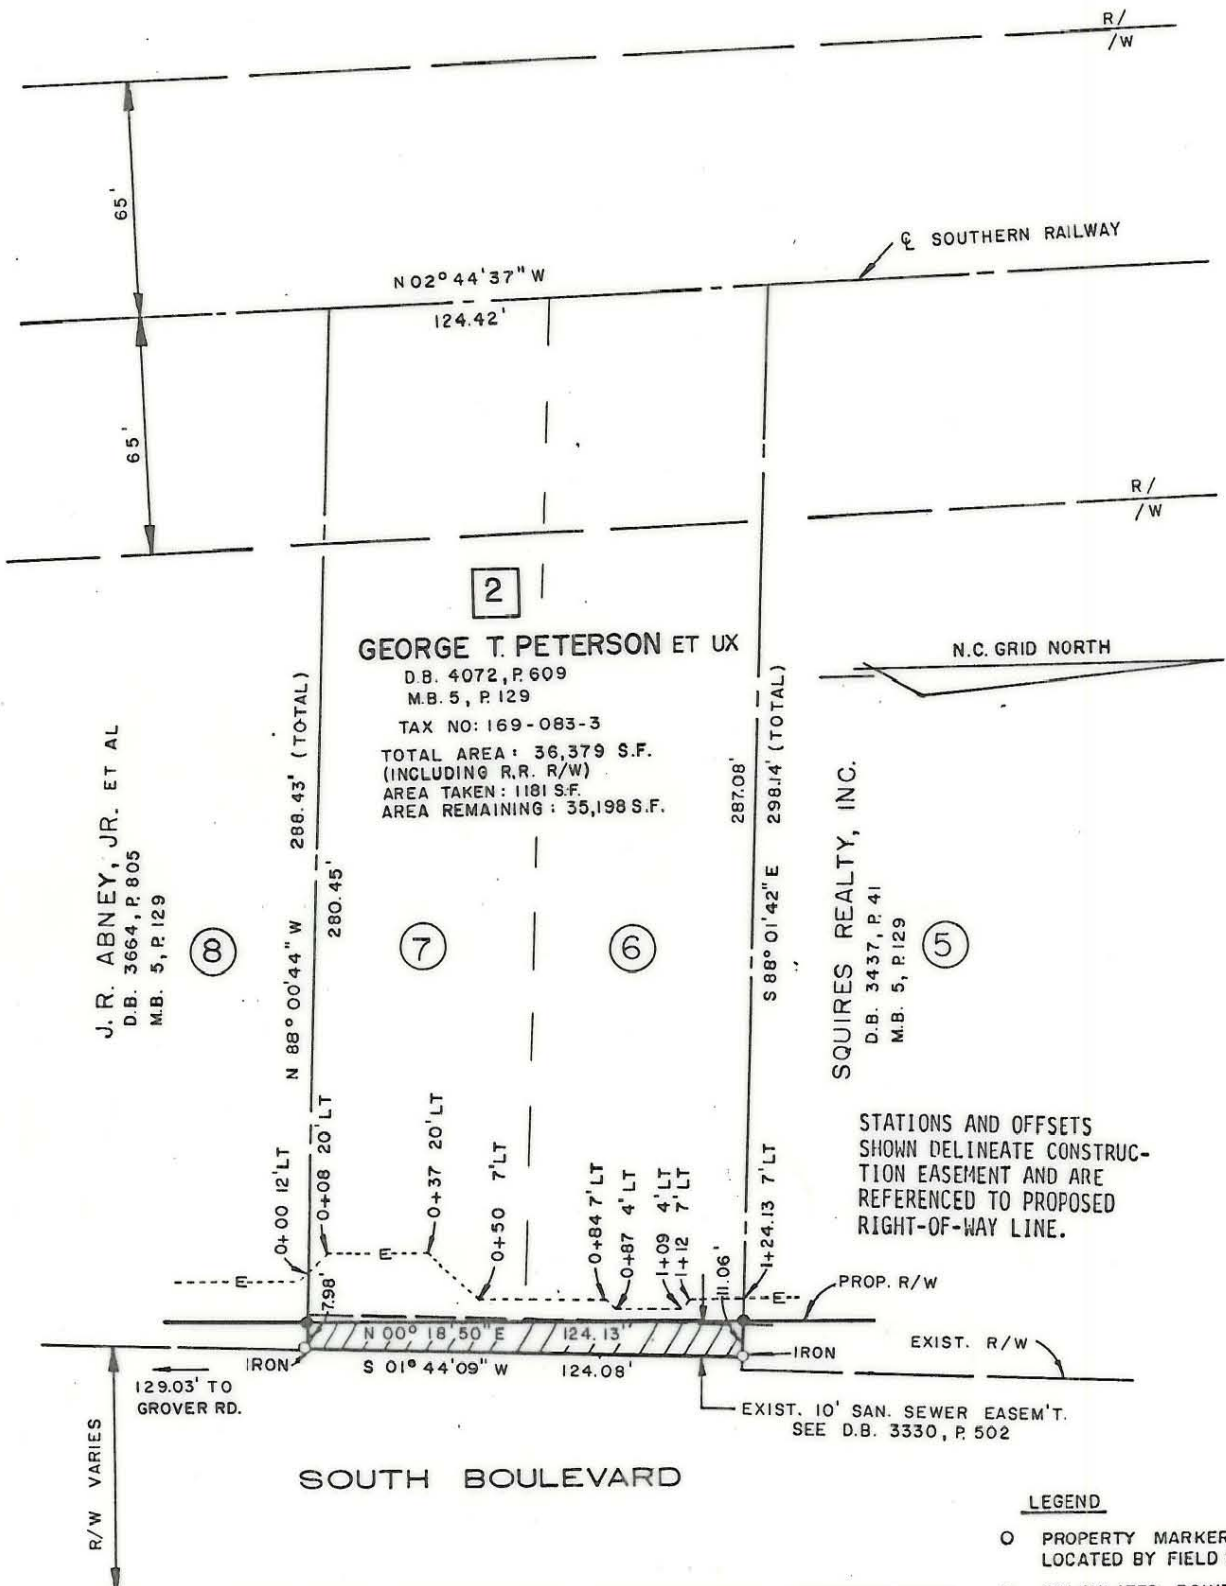 R/
/W
65'
℄ SOUTHERN RAILWAY
N 02° 44' 37" W
124.42'
65'
R/
/W
2
GEORGE T. PETERSON ET UX
D.B. 4072, P. 609
M.B. 5, P. 129
TAX NO: 169-083-3
TOTAL AREA: 36,379 S.F.
(INCLUDING R.R. R/W)
AREA TAKEN: 1181 S.F.
AREA REMAINING: 35,198 S.F.
N.C. GRID NORTH
J. R. ABNEY, JR. ET AL
D.B. 3664, P. 805
M.B. 5, P. 129
8
N 88° 00' 44" W 288.43' (TOTAL)
280.45'
7
6
287.08'
S 88° 01' 42" E 298.14' (TOTAL)
SQUIRES REALTY, INC.
D.B. 3437, P. 41
M.B. 5, P. 129
5
STATIONS AND OFFSETS
SHOWN DELINEATE CONSTRUC-
TION EASEMENT AND ARE
REFERENCED TO PROPOSED
RIGHT-OF-WAY LINE.
0+00 12' LT
0+08 20' LT
0+37 20' LT
0+50 7' LT
0+84 7' LT
0+87 4' LT
1+09 4' LT
1+12 7' LT
1+24.13 7' LT
E
E
E
7.98'
11.06'
PROP. R/W
N 00° 18' 50" E 124.13'
EXIST. R/W
IRON
S 01° 44' 09" W 124.08'
IRON
129.03' TO
GROVER RD.
EXIST. 10' SAN. SEWER EASEM'T.
SEE D.B. 3330, P. 502
R/W VARIES
SOUTH BOULEVARD
LEGEND
PROPERTY MARKER
LOCATED BY FIELD